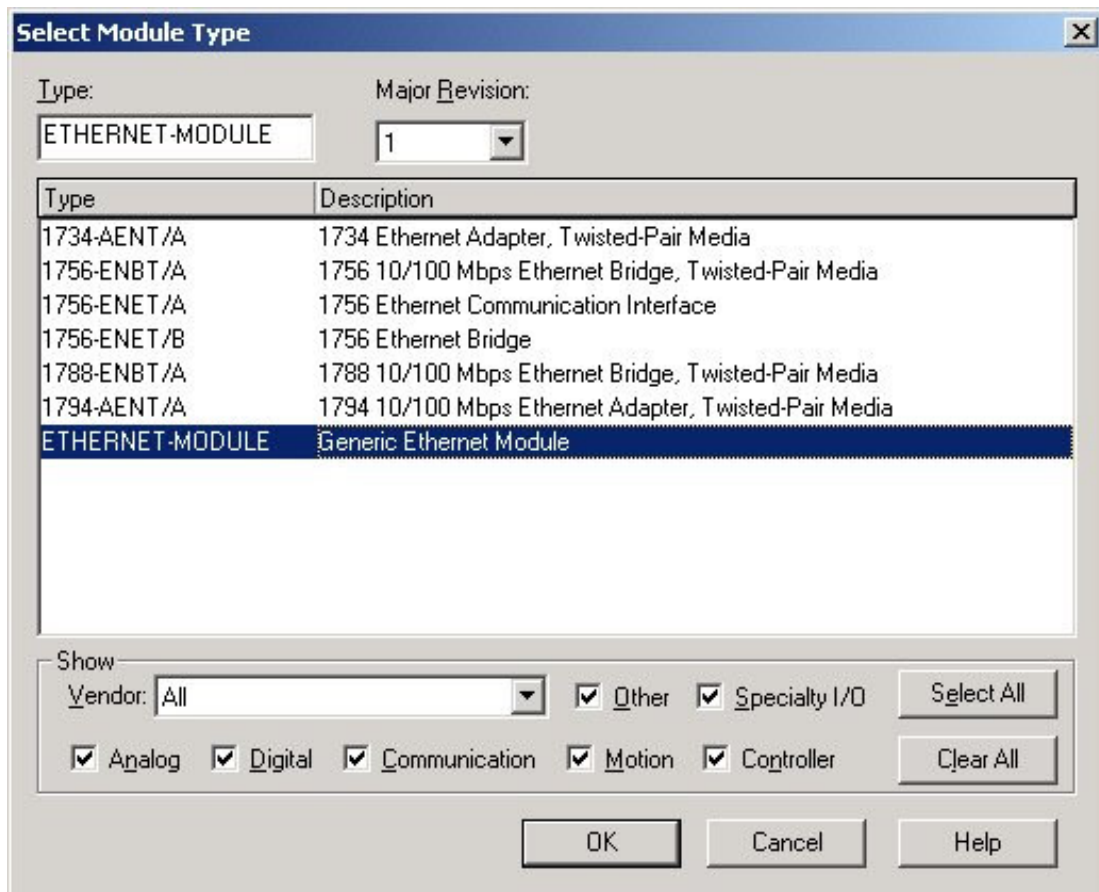 Select Module Type
Type: Major Revision:
ETHERNET-MODULE 1
Type Description
1734-AENT/A 1734 Ethernet Adapter, Twisted-Pair Media
1756-ENBT/A 1756 10/100 Mbps Ethernet Bridge, Twisted-Pair Media
1756-ENET/A 1756 Ethernet Communication Interface
1756-ENET/B 1756 Ethernet Bridge
1788-ENBT/A 1788 10/100 Mbps Ethernet Bridge, Twisted-Pair Media
1794-AENT/A 1794 10/100 Mbps Ethernet Adapter, Twisted-Pair Media
ETHERNET-MODULE Generic Ethernet Module
Show
Vendor: All Other Specialty I/O Select All
Analog Digital Communication Motion Controller Clear All
OK Cancel Help